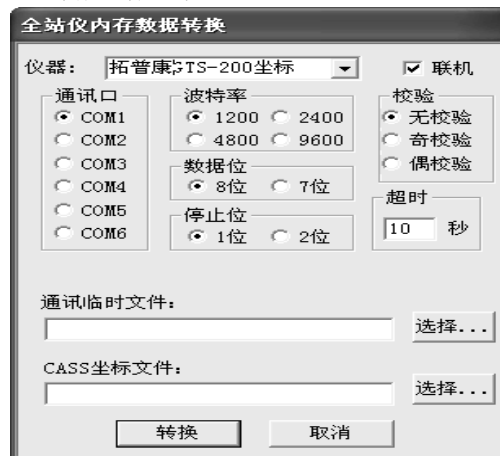 全站仪内存数据转换
仪器： 拓普康GTS-200坐标 联机
通讯口 波特率 校验
COM1 1200 2400 无校验
COM2 4800 9600 奇校验
COM3 数据位 偶校验
COM4 8位 7位 超时
COM5 停止位 10 秒
COM6 1位 2位
通讯临时文件：
选择...
CASS坐标文件：
选择...
转换 取消